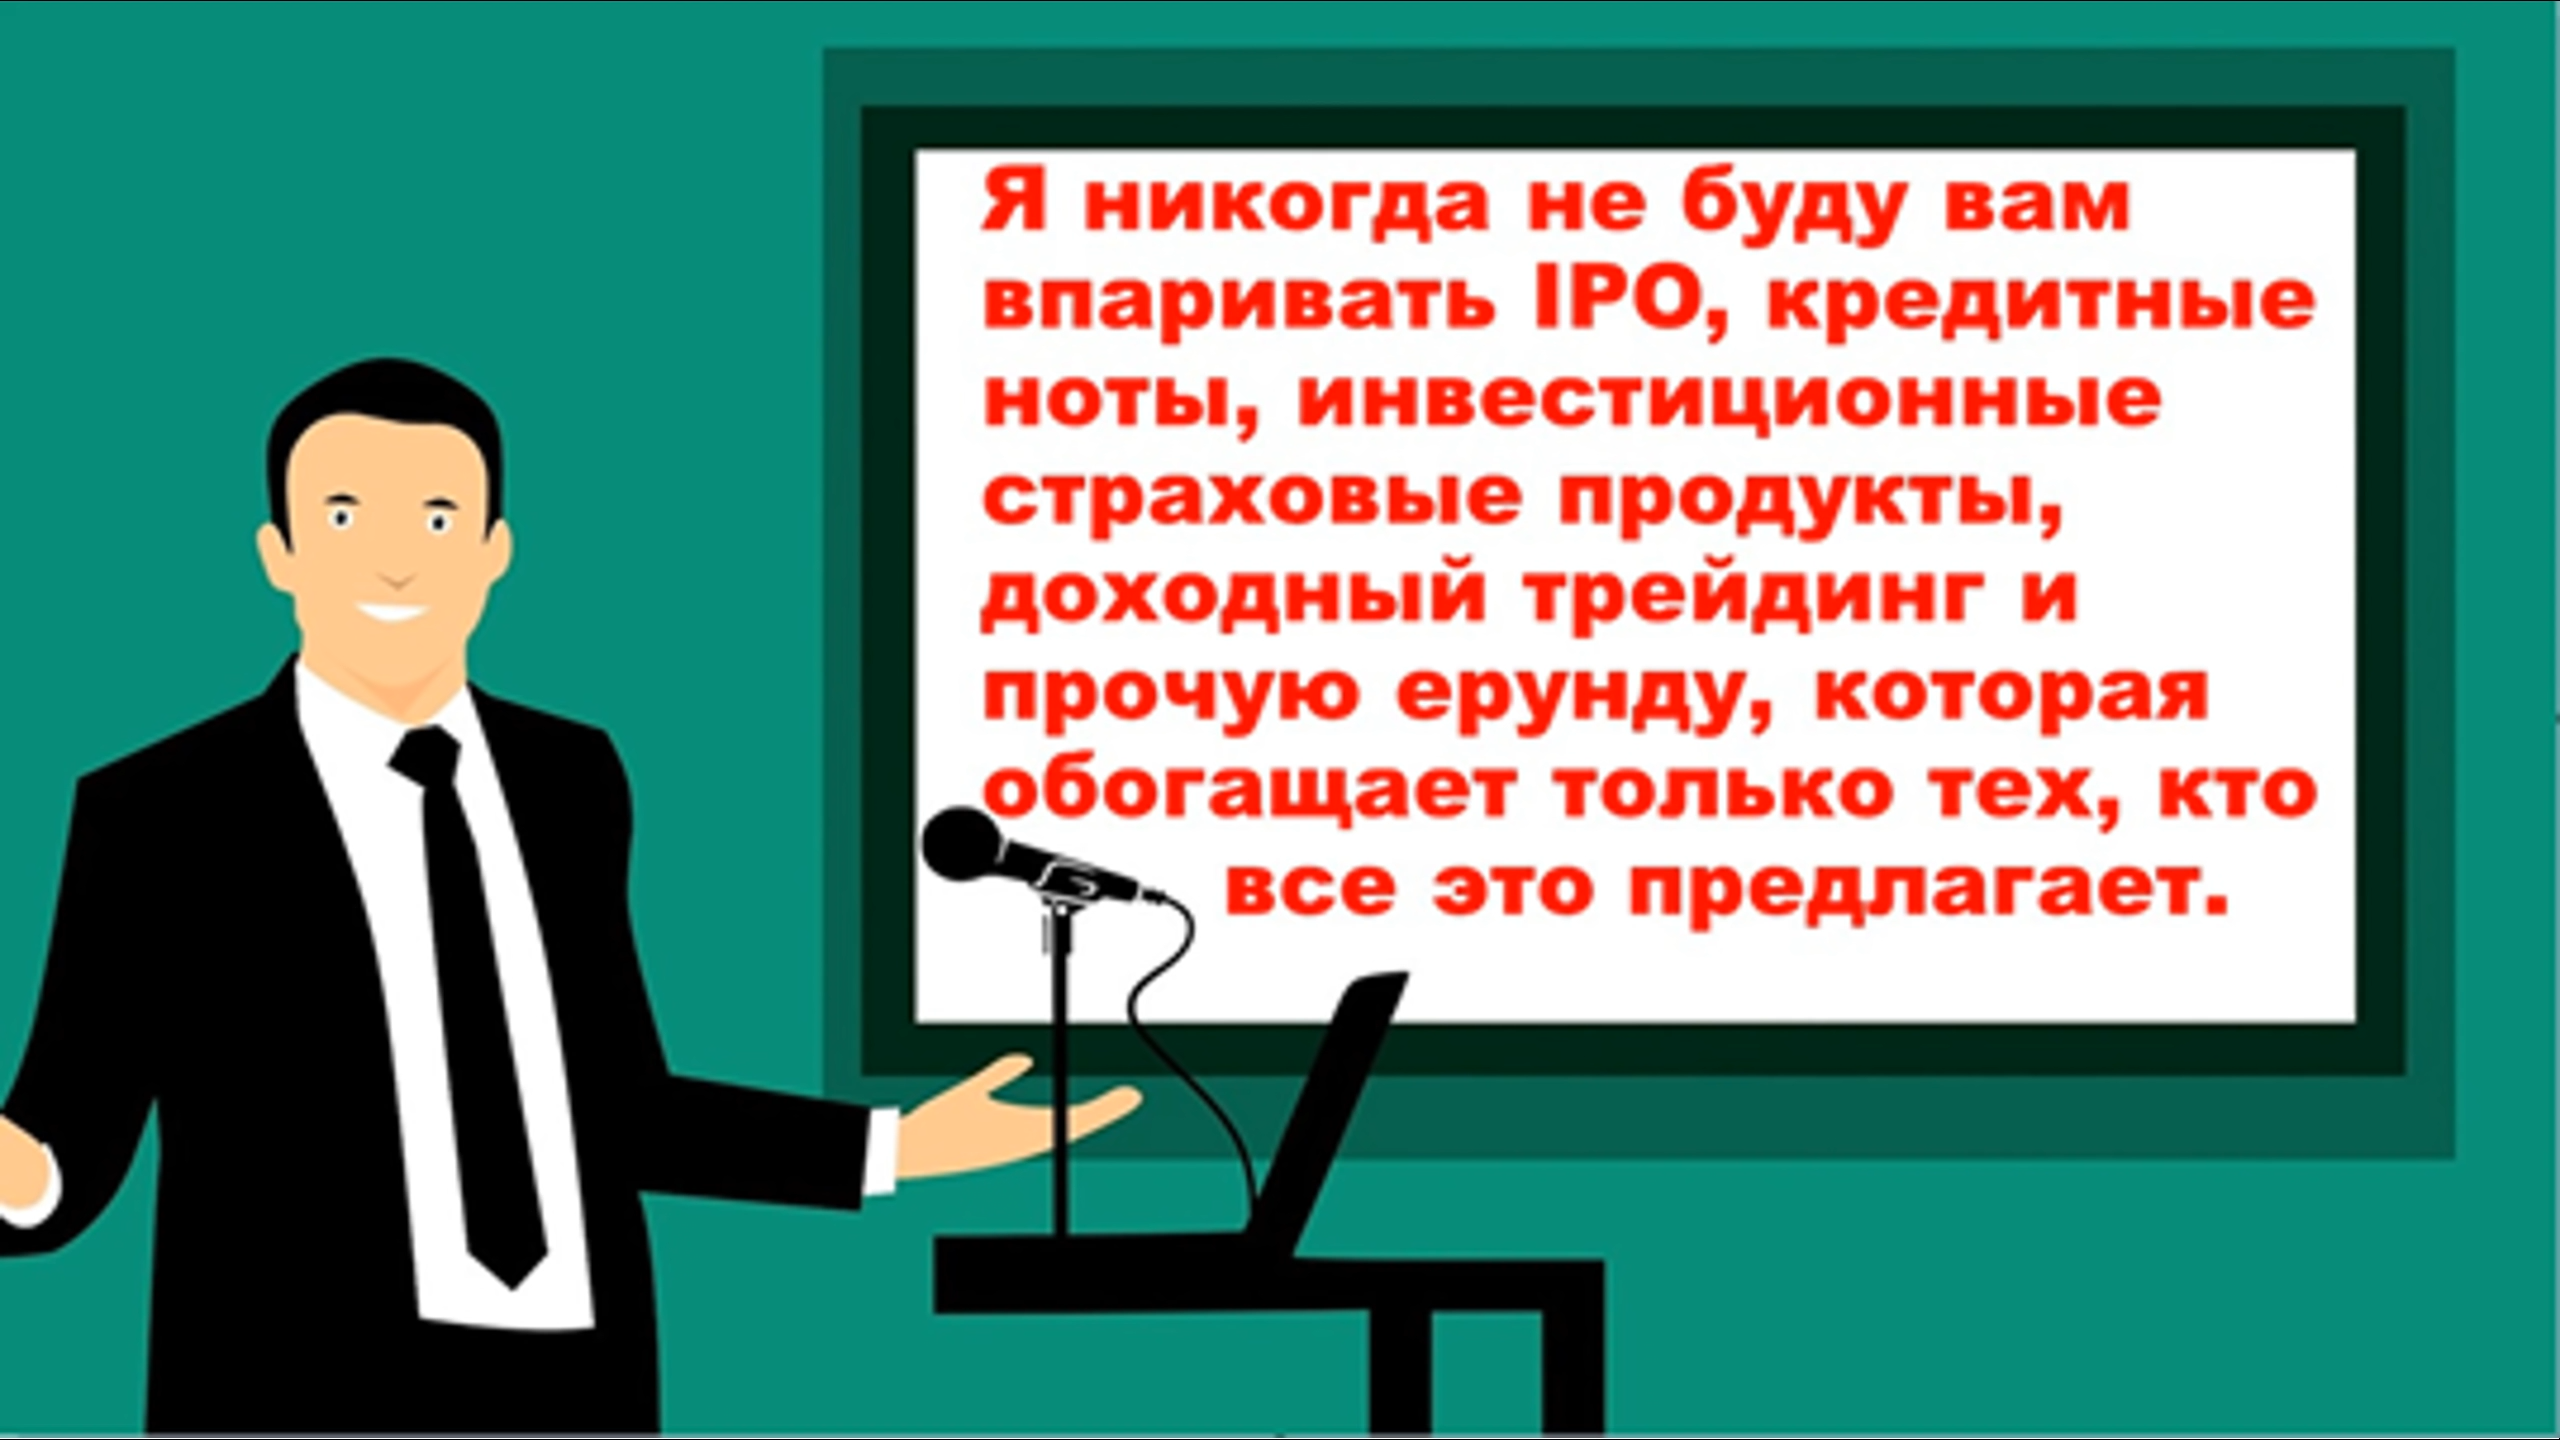 Я никогда не буду вам
впаривать IPO, кредитные
ноты, инвестиционные
страховые продукты,
доходный трейдинг и
прочую ерунду, которая
обогащает только тех, кто
все это предлагает.